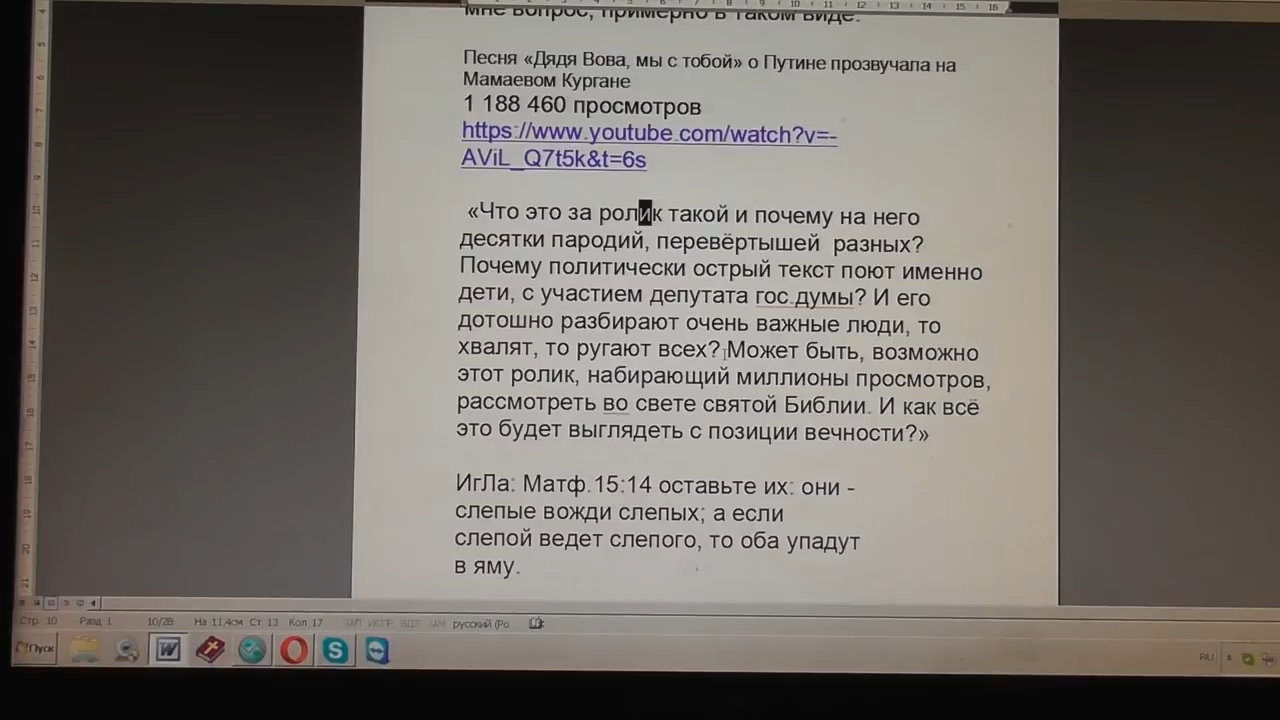 мне вопрос, примерно в таком виде:
Песня «Дядя Вова, мы с тобой» о Путине прозвучала на
Мамаевом Кургане
1 188 460 просмотров
https://www.youtube.com/watch?v=-
AViL_Q7t5k&t=6s
«Что это за ролик такой и почему на него
десятки пародий, перевёртышей разных?
Почему политически острый текст поют именно
дети, с участием депутата гос.думы? И его
дотошно разбирают очень важные люди, то
хвалят, то ругают всех? Может быть, возможно
этот ролик, набирающий миллионы просмотров,
рассмотреть во свете святой Библии. И как всё
это будет выглядеть с позиции вечности?»
ИгЛа: Матф.15:14 оставьте их: они -
слепые вожди слепых; а если
слепой ведет слепого, то оба упадут
в яму.
Стр. 10 Разд 1 10/28 На 11,4см Ст 13 Кол 17 ЗАП ИСПР ВДЛ ЗАМ русский (Ро
Пуск RU